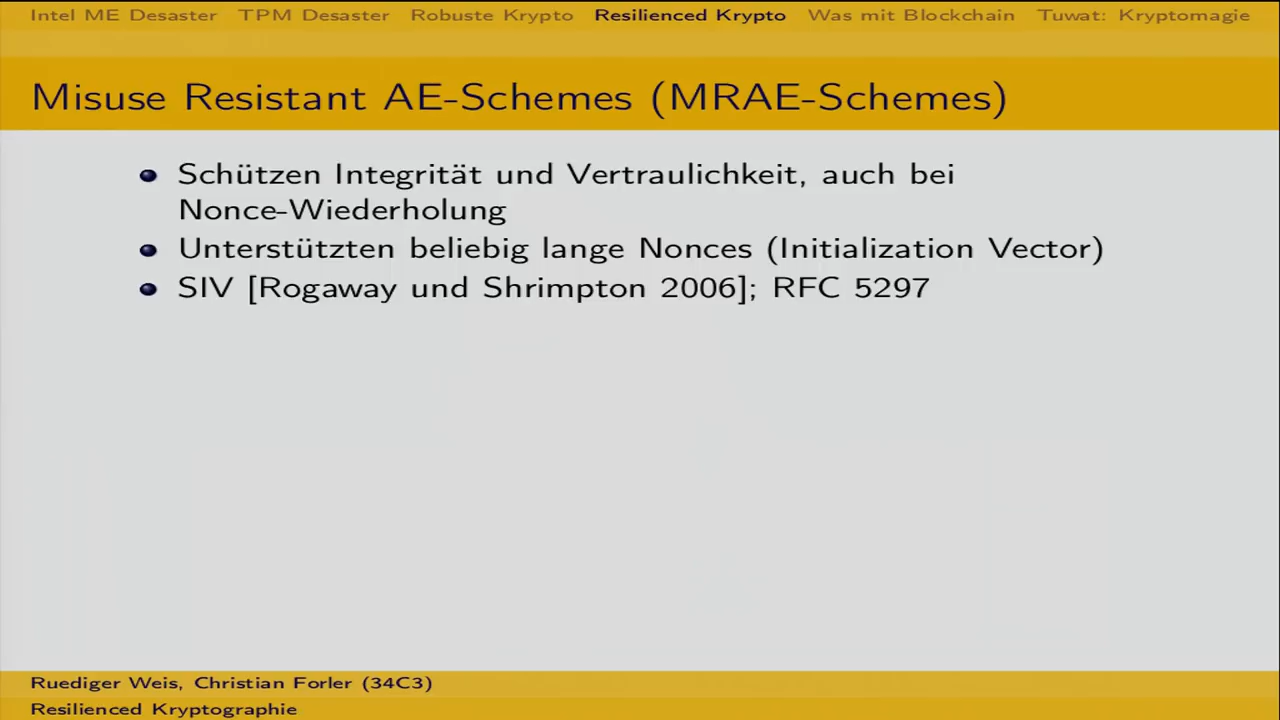 Intel ME Desaster TPM Desaster Robuste Krypto Resilienced Krypto Was mit Blockchain Tuwat: Kryptomagie
Misuse Resistant AE-Schemes (MRAE-Schemes)
Schützen Integrität und Vertraulichkeit, auch bei
Nonce-Wiederholung
Unterstützten beliebig lange Nonces (Initialization Vector)
SIV [Rogaway und Shrimpton 2006]; RFC 5297
Ruediger Weis, Christian Forler (34C3)
Resilienced Kryptographie